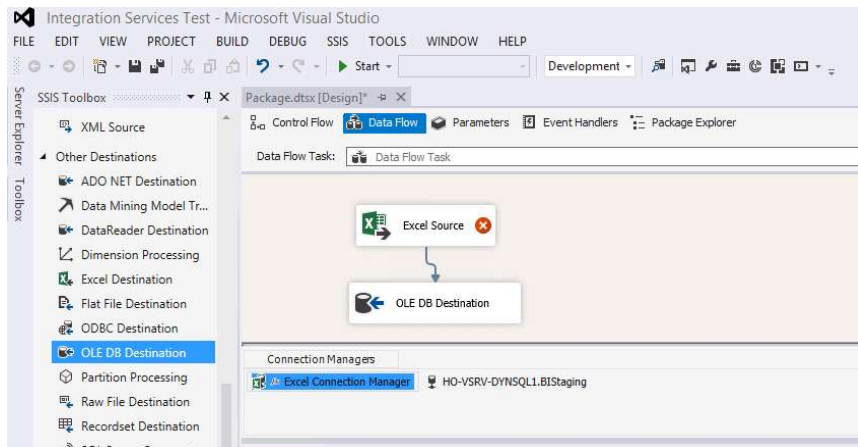 Integration Services Test - Microsoft Visual Studio
FILE EDIT VIEW PROJECT BUILD DEBUG SSIS TOOLS WINDOW HELP
Start Development
Server Explorer
Toolbox
SSIS Toolbox
XML Source
Other Destinations
ADO NET Destination
Data Mining Model Tr...
DataReader Destination
Dimension Processing
Excel Destination
Flat File Destination
ODBC Destination
OLE DB Destination
Partition Processing
Raw File Destination
Recordset Destination
Package.dtsx [Design]*
Control Flow Data Flow Parameters Event Handlers Package Explorer
Data Flow Task: Data Flow Task
Excel Source
OLE DB Destination
Connection Managers
Excel Connection Manager HO-VSRV-DYNSQL1.BIStaging